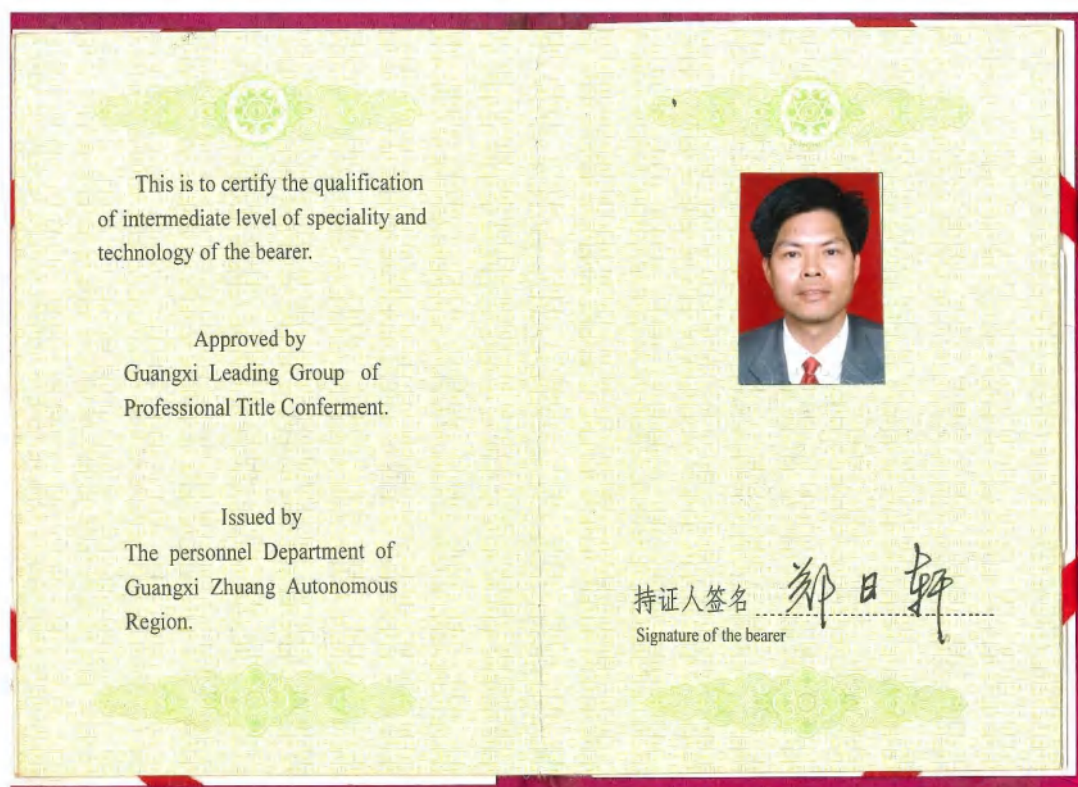 This is to certify the qualification
of intermediate level of speciality and
technology of the bearer.
Approved by
Guangxi Leading Group of
Professional Title Conferment.
Issued by
The personnel Department of
Guangxi Zhuang Autonomous
Region.
持证人签名 郑日轩
Signature of the bearer